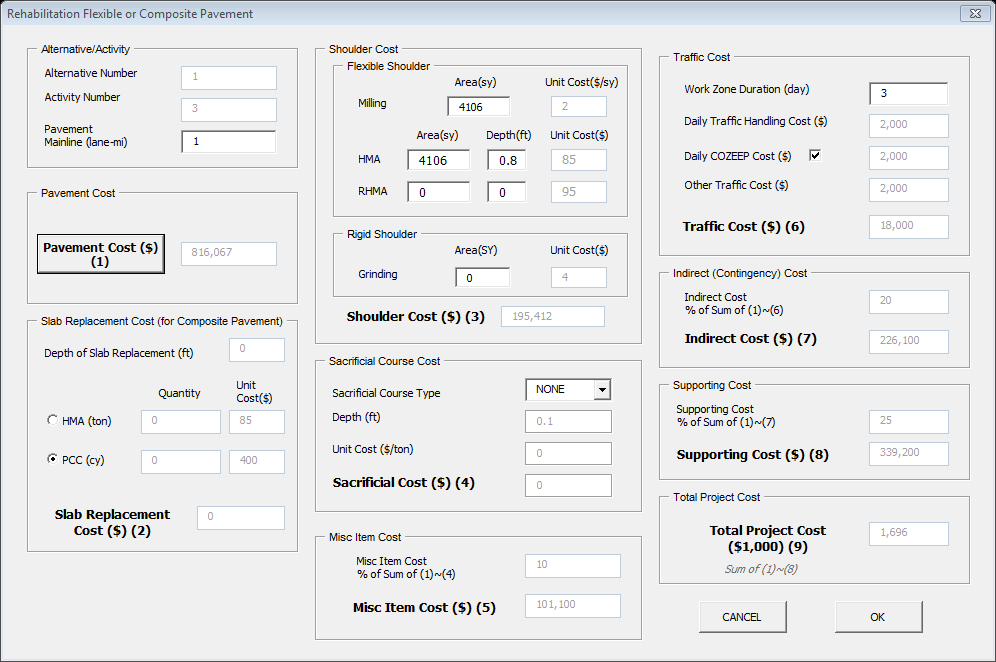 Rehabilitation Flexible or Composite Pavement
Alternative/Activity
Alternative Number 1
Activity Number 3
Pavement
Mainline (lane-mi) 1
Pavement Cost
Pavement Cost ($)
(1)
816,067
Slab Replacement Cost (for Composite Pavement)
Depth of Slab Replacement (ft) 0
Quantity Unit
Cost($)
HMA (ton) 0 85
PCC (cy) 0 400
Slab Replacement
Cost ($) (2)
0
Shoulder Cost
Flexible Shoulder
Area(sy) Unit Cost($/sy)
Milling 4106 2
Area(sy) Depth(ft) Unit Cost($)
HMA 4106 0.8 85
RHMA 0 0 95
Rigid Shoulder
Area(SY) Unit Cost($)
Grinding 0 4
Shoulder Cost ($) (3) 195,412
Sacrificial Course Cost
Sacrificial Course Type NONE
Depth (ft) 0.1
Unit Cost ($/ton) 0
Sacrificial Cost ($) (4) 0
Misc Item Cost
Misc Item Cost
% of Sum of (1)~(4)
10
Misc Item Cost ($) (5) 101,100
Traffic Cost
Work Zone Duration (day) 3
Daily Traffic Handling Cost ($) 2,000
Daily COZEEP Cost ($) 2,000
Other Traffic Cost ($) 2,000
Traffic Cost ($) (6) 18,000
Indirect (Contingency) Cost
Indirect Cost
% of Sum of (1)~(6)
20
Indirect Cost ($) (7) 226,100
Supporting Cost
Supporting Cost
% of Sum of (1)~(7)
25
Supporting Cost ($) (8) 339,200
Total Project Cost
Total Project Cost
($1,000) (9)
1,696
Sum of (1)~(8)
CANCEL OK